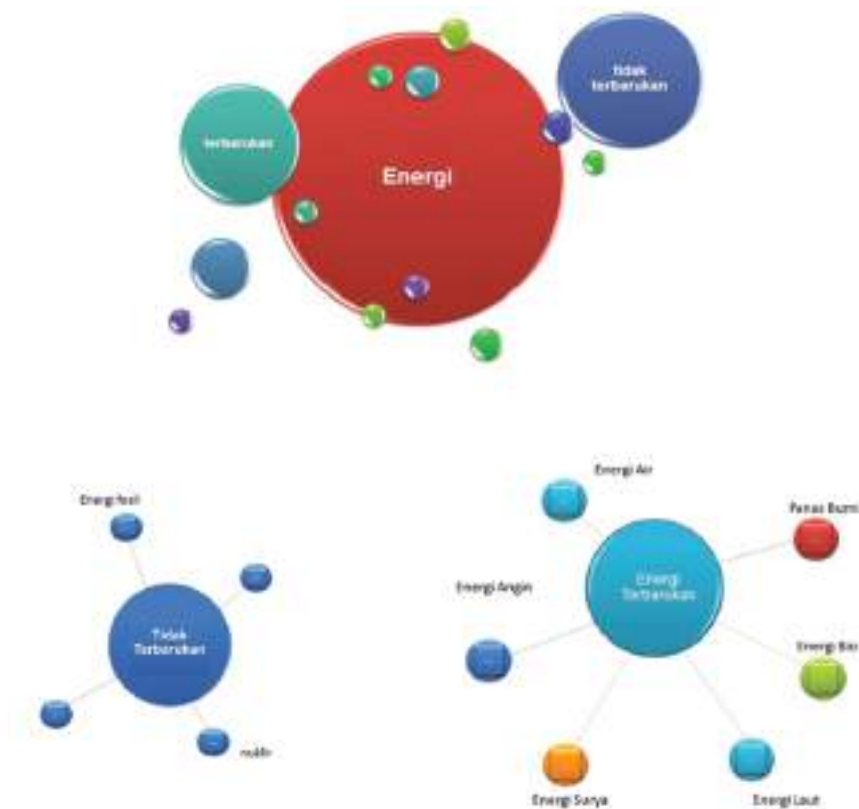 tidak
terbarukan
terbarukan
Energi
Energi fosil
Tidak
Terbarukan
nuklir
Energi Air
Panas Bumi
Energi
Terbarukan
Energi Angin
Energi Bio
Energi Surya
Energi Laut